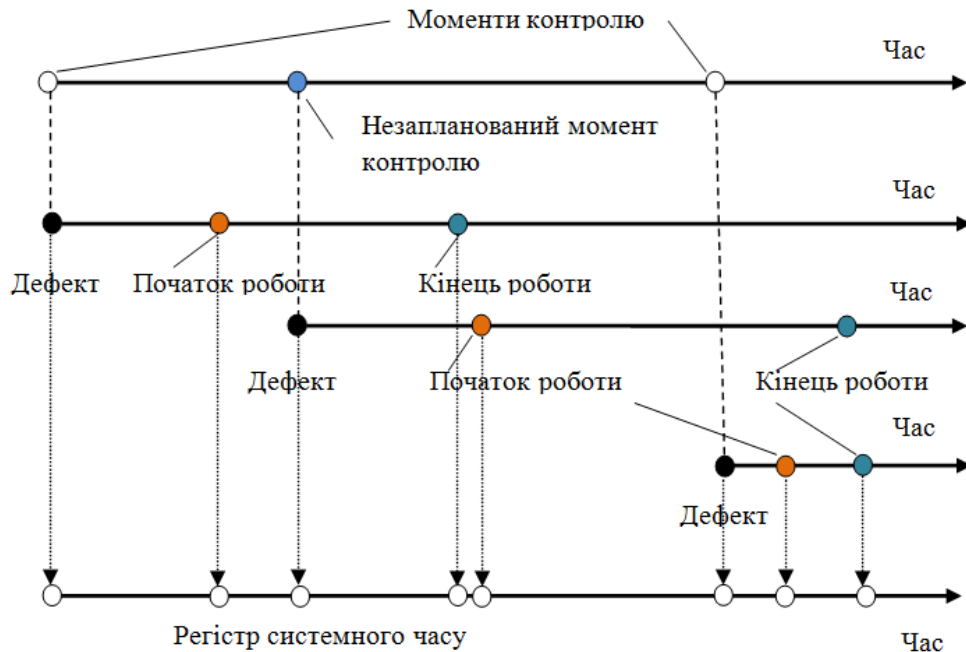 Моменти контролю
Час
Незапланований момент
контролю
Час
Дефект
Початок роботи
Кінець роботи
Час
Дефект
Початок роботи
Кінець роботи
Час
Дефект
Регістр системного часу
Час